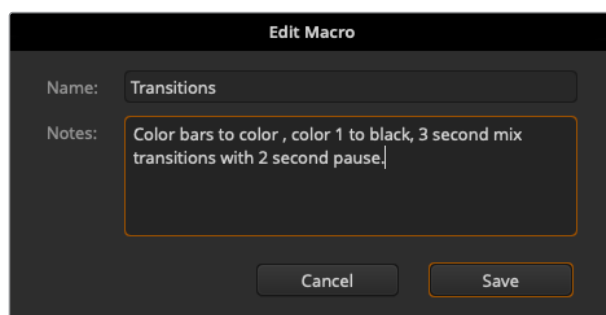 Edit Macro
Name: Transitions
Notes: Color bars to color , color 1 to black, 3 second mix
transitions with 2 second pause.
Cancel Save